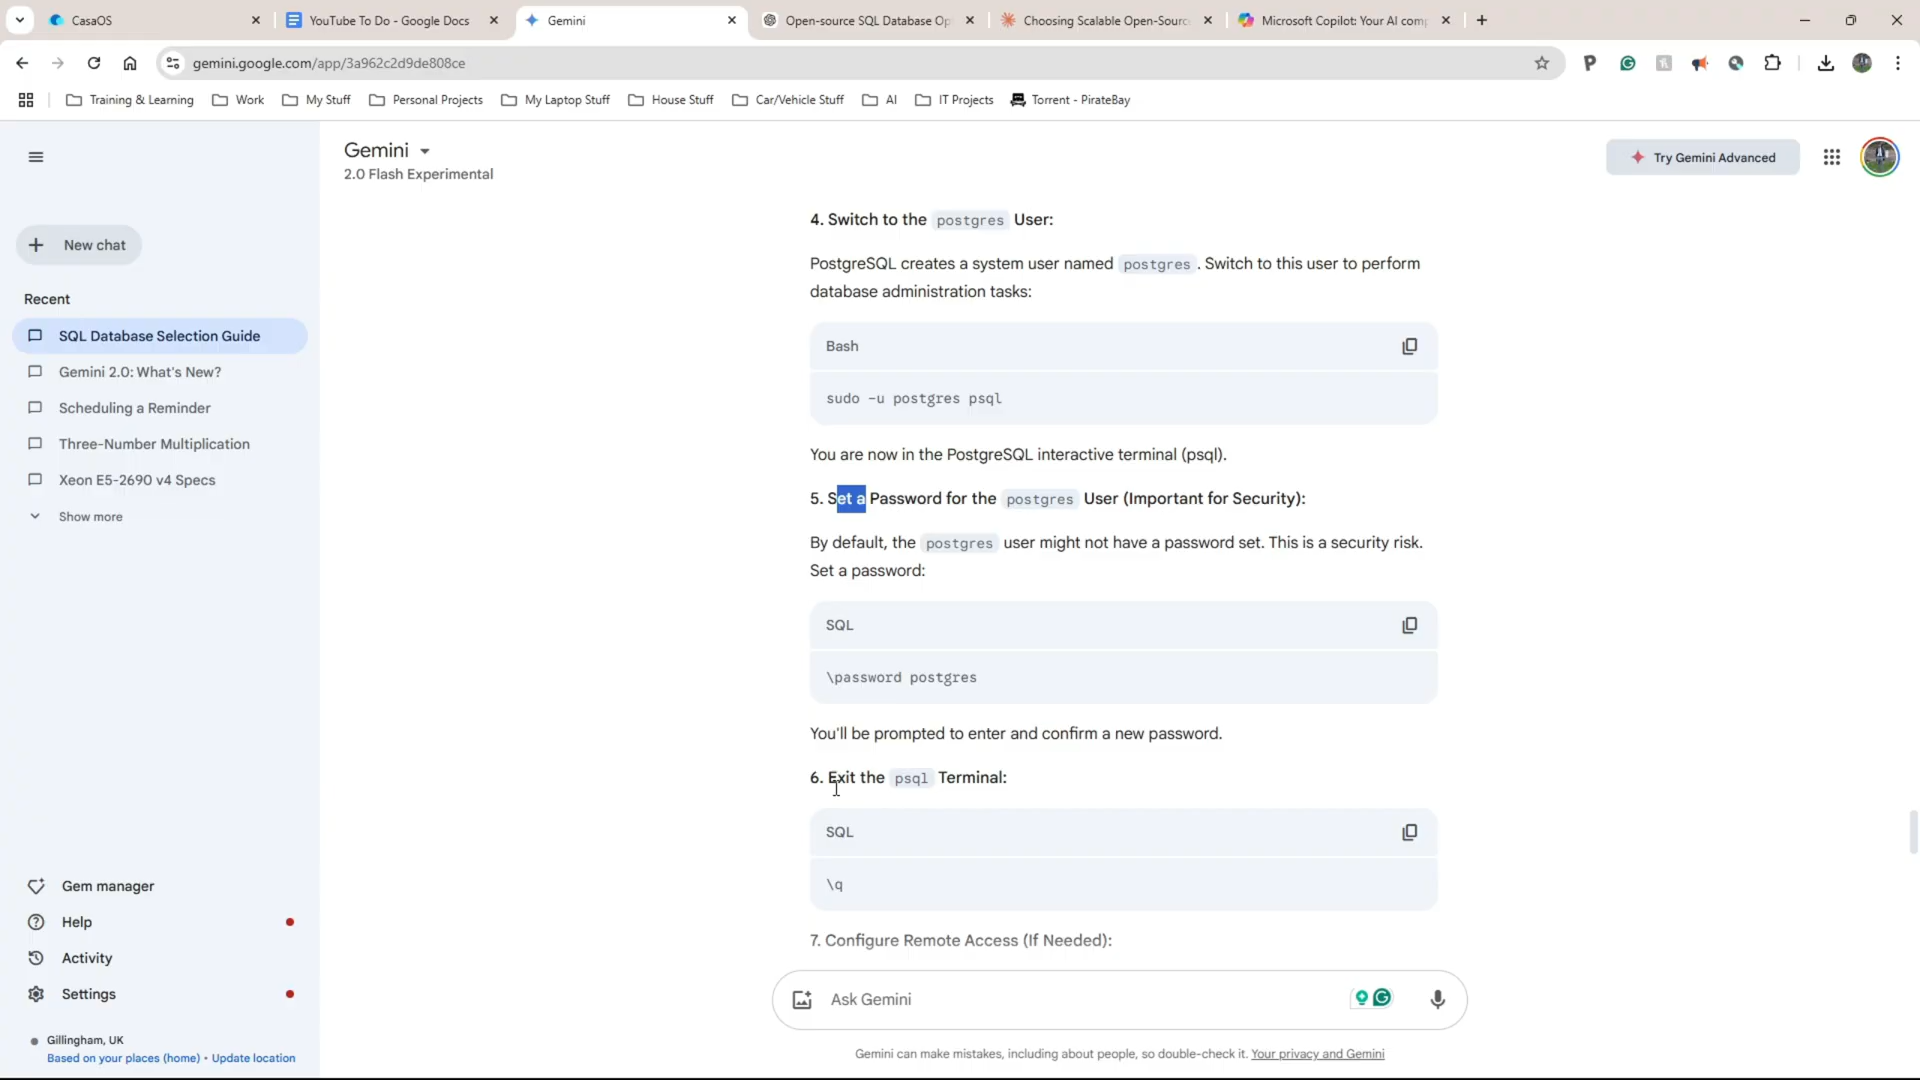 CasaOS
YouTube To Do - Google Docs
Gemini
Open-source SQL Database Op
Choosing Scalable Open-Sourc
Microsoft Copilot: Your AI com
gemini.google.com/app/3a962c2d9de808ce
Training & Learning
Work
My Stuff
Personal Projects
My Laptop Stuff
House Stuff
Car/Vehicle Stuff
AI
IT Projects
Torrent - PirateBay
Gemini
2.0 Flash Experimental
Try Gemini Advanced
New chat
Recent
SQL Database Selection Guide
Gemini 2.0: What's New?
Scheduling a Reminder
Three-Number Multiplication
Xeon E5-2690 v4 Specs
Show more
Gem manager
Help
Activity
Settings
Gillingham, UK
Based on your places (home) • Update location
4. Switch to the postgres User:
PostgreSQL creates a system user named postgres. Switch to this user to perform
database administration tasks:
Bash
sudo -u postgres psql
You are now in the PostgreSQL interactive terminal (psql).
5. Set a Password for the postgres User (Important for Security):
By default, the postgres user might not have a password set. This is a security risk.
Set a password:
SQL
\password postgres
You'll be prompted to enter and confirm a new password.
6. Exit the psql Terminal:
SQL
\q
7. Configure Remote Access (If Needed):
Ask Gemini
Gemini can make mistakes, including about people, so double-check it. Your privacy and Gemini